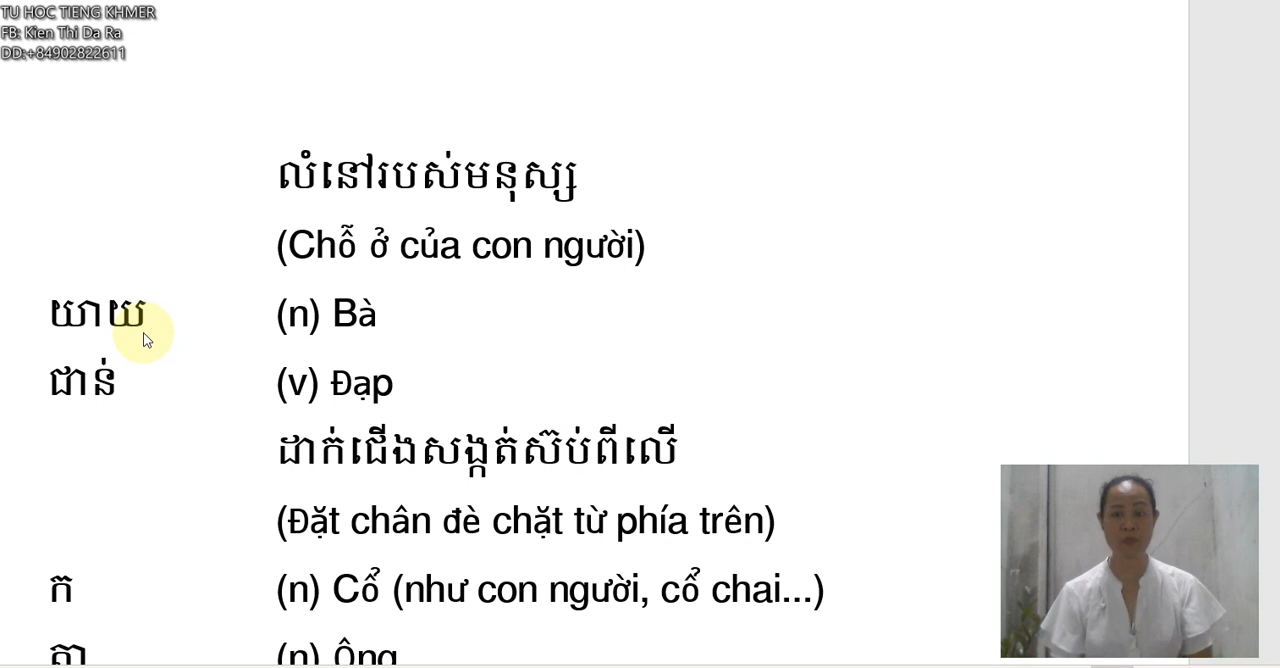 TU HOC TIENG KHMER
FB: Kien Thi Da Ra
DD:+84902822611
លំនៅរបស់មនុស្ស
(Chỗ ở của con người)
យាយ (n) Bà
ជាន់ (v) Đạp
ដាក់ជើងសង្កត់ស៊ប់ពីលើ
(Đặt chân đè chặt từ phía trên)
ក (n) Cổ (như con người, cổ chai...)
តា (n) Ông